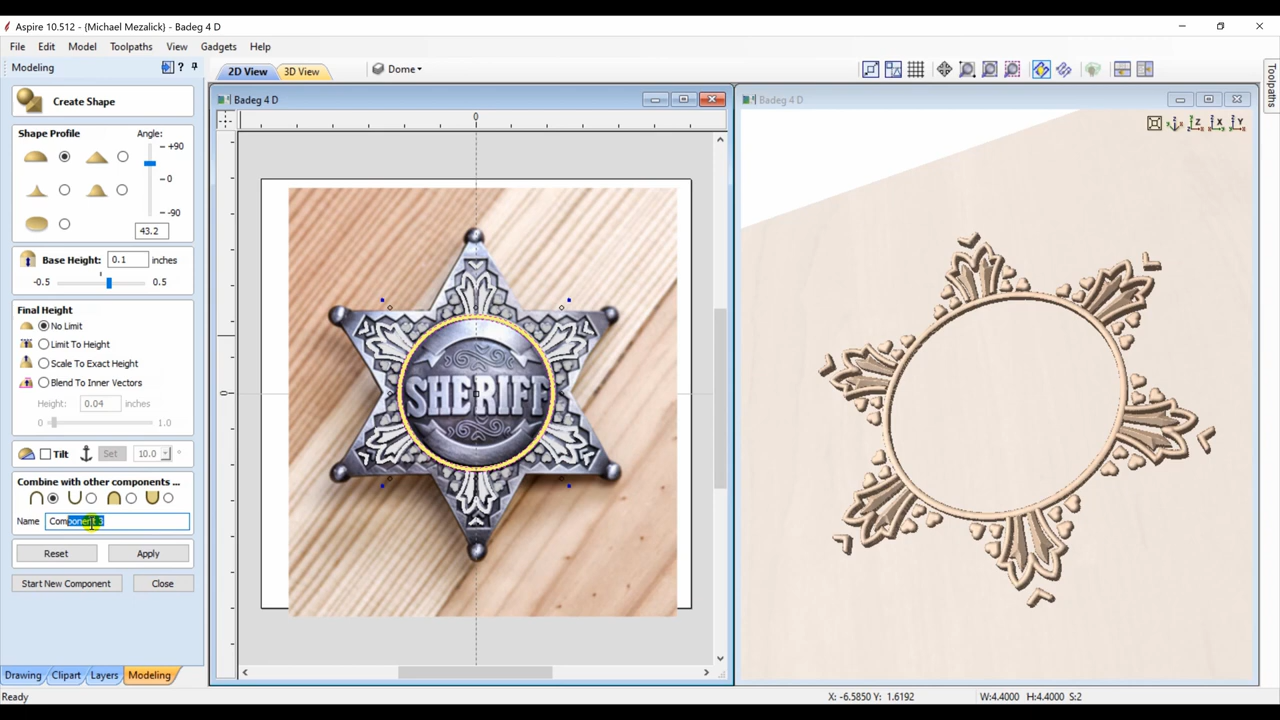 Aspire 10.512 - {Michael Mezalick} - Badeg 4 D
File Edit Model Toolpaths View Gadgets Help
Modeling ?
2D View 3D View Dome
Toolpaths
Create Shape
Badeg 4 D
Badeg 4 D
Shape Profile Angle:
+90
0
-90
43.2
Base Height: 0.1 inches
-0.5 0.5
Final Height
No Limit
Limit To Height
Scale To Exact Height
Blend To Inner Vectors
Height: 0.04 inches
0 1.0
Tilt Set 10.0 °
Combine with other components ...
Name Component 3
Reset Apply
Start New Component Close
Drawing Clipart Layers Modeling
0
0
SHERIFF
Z X Y
Ready
X: -6.5850 Y: 1.6192
W:4.4000 H:4.4000 S:2